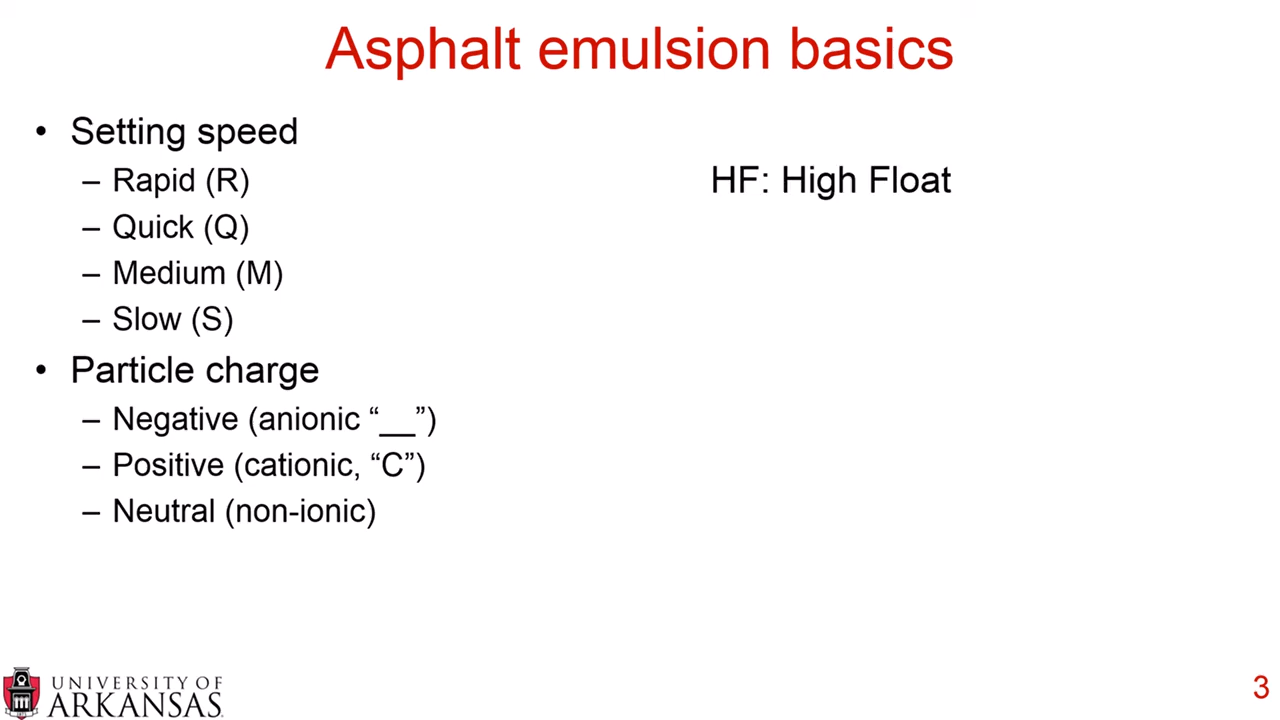 Asphalt emulsion basics
• Setting speed
– Rapid (R)
– Quick (Q)
– Medium (M)
– Slow (S)
• Particle charge
– Negative (anionic “__”)
– Positive (cationic, “C”)
– Neutral (non-ionic)
HF: High Float
UNIVERSITY OF
ARKANSAS
3